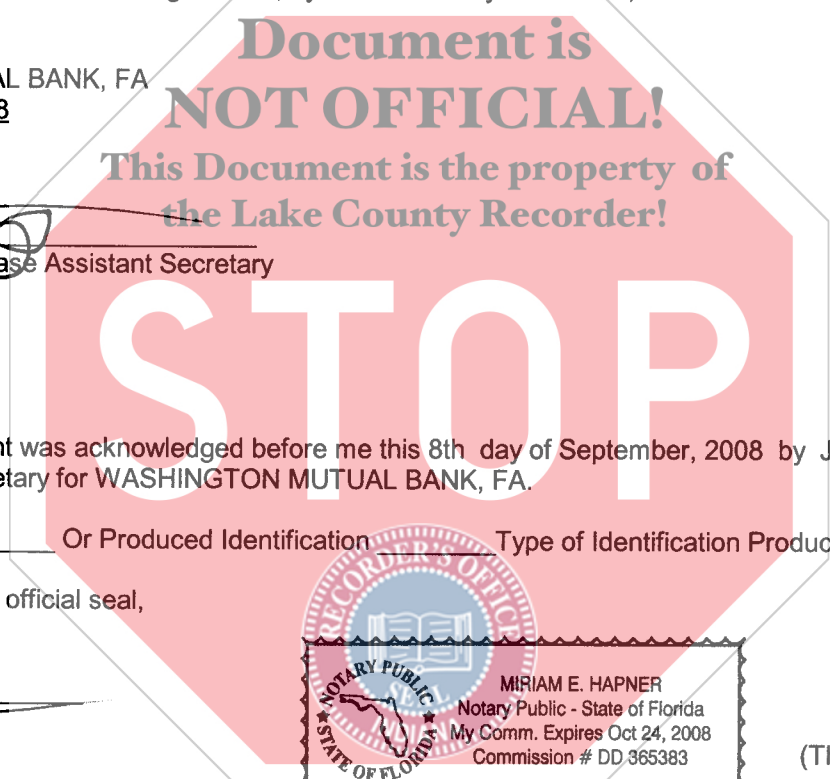 Document is
AL BANK, FA
NOT OFFICIAL!
This Document is the property of
the Lake County Recorder!
Assistant Secretary
STOP
was acknowledged before me this 8th day of September, 2008 by J
etary for WASHINGTON MUTUAL BANK, FA.
Or Produced Identification Type of Identification Produc
RECORDER'S OFFICE
official seal,
SEAL
INDIANA
NOTARY PUBLIC
STATE OF FLORIDA
MIRIAM E. HAPNER
Notary Public - State of Florida
My Comm. Expires Oct 24, 2008
Commission # DD 365383
(TH